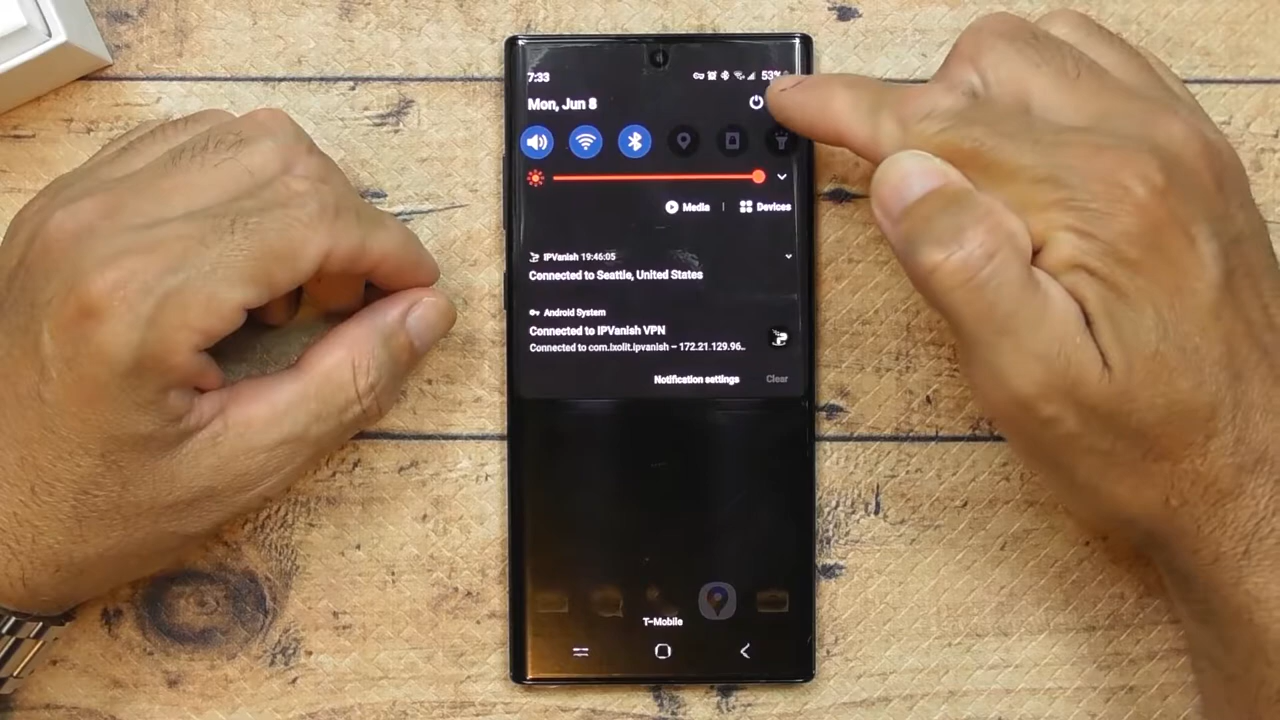 7:33 53%
Mon, Jun 8
Media | Devices
IPVanish 19:46:05
Connected to Seattle, United States
Android System
Connected to IPVanish VPN
Connected to com.ixolit.ipvanish – 172.21.129.96..
Notification settings Clear
T-Mobile